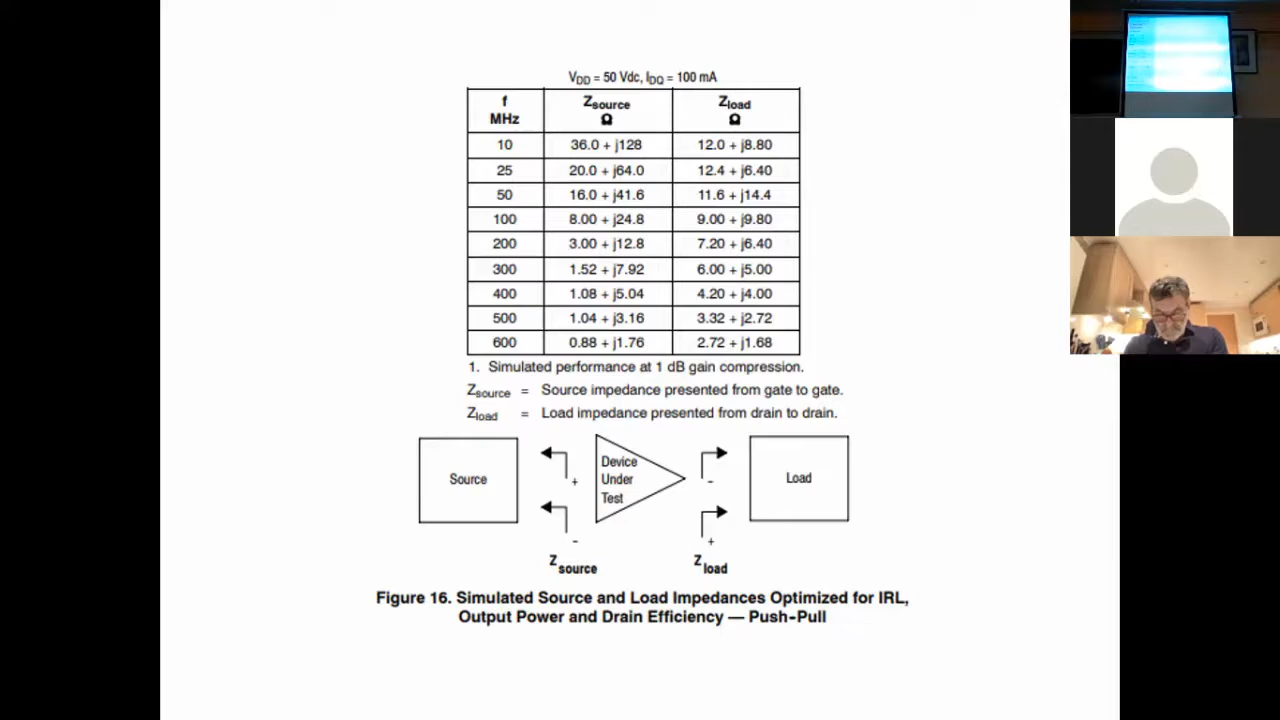 VDD = 50 Vdc, IDQ = 100 mA
f MHz Zsource Ω Zload Ω
10 36.0 + j128 12.0 + j8.80
25 20.0 + j64.0 12.4 + j6.40
50 16.0 + j41.6 11.6 + j14.4
100 8.00 + j24.8 9.00 + j9.80
200 3.00 + j12.8 7.20 + j6.40
300 1.52 + j7.92 6.00 + j5.00
400 1.08 + j5.04 4.20 + j4.00
500 1.04 + j3.16 3.32 + j2.72
600 0.88 + j1.76 2.72 + j1.68
1. Simulated performance at 1 dB gain compression.
Zsource = Source impedance presented from gate to gate.
Zload = Load impedance presented from drain to drain.
Source
+
-
Zsource
Device
Under
Test
-
+
Zload
Load
Figure 16. Simulated Source and Load Impedances Optimized for IRL,
Output Power and Drain Efficiency — Push-Pull